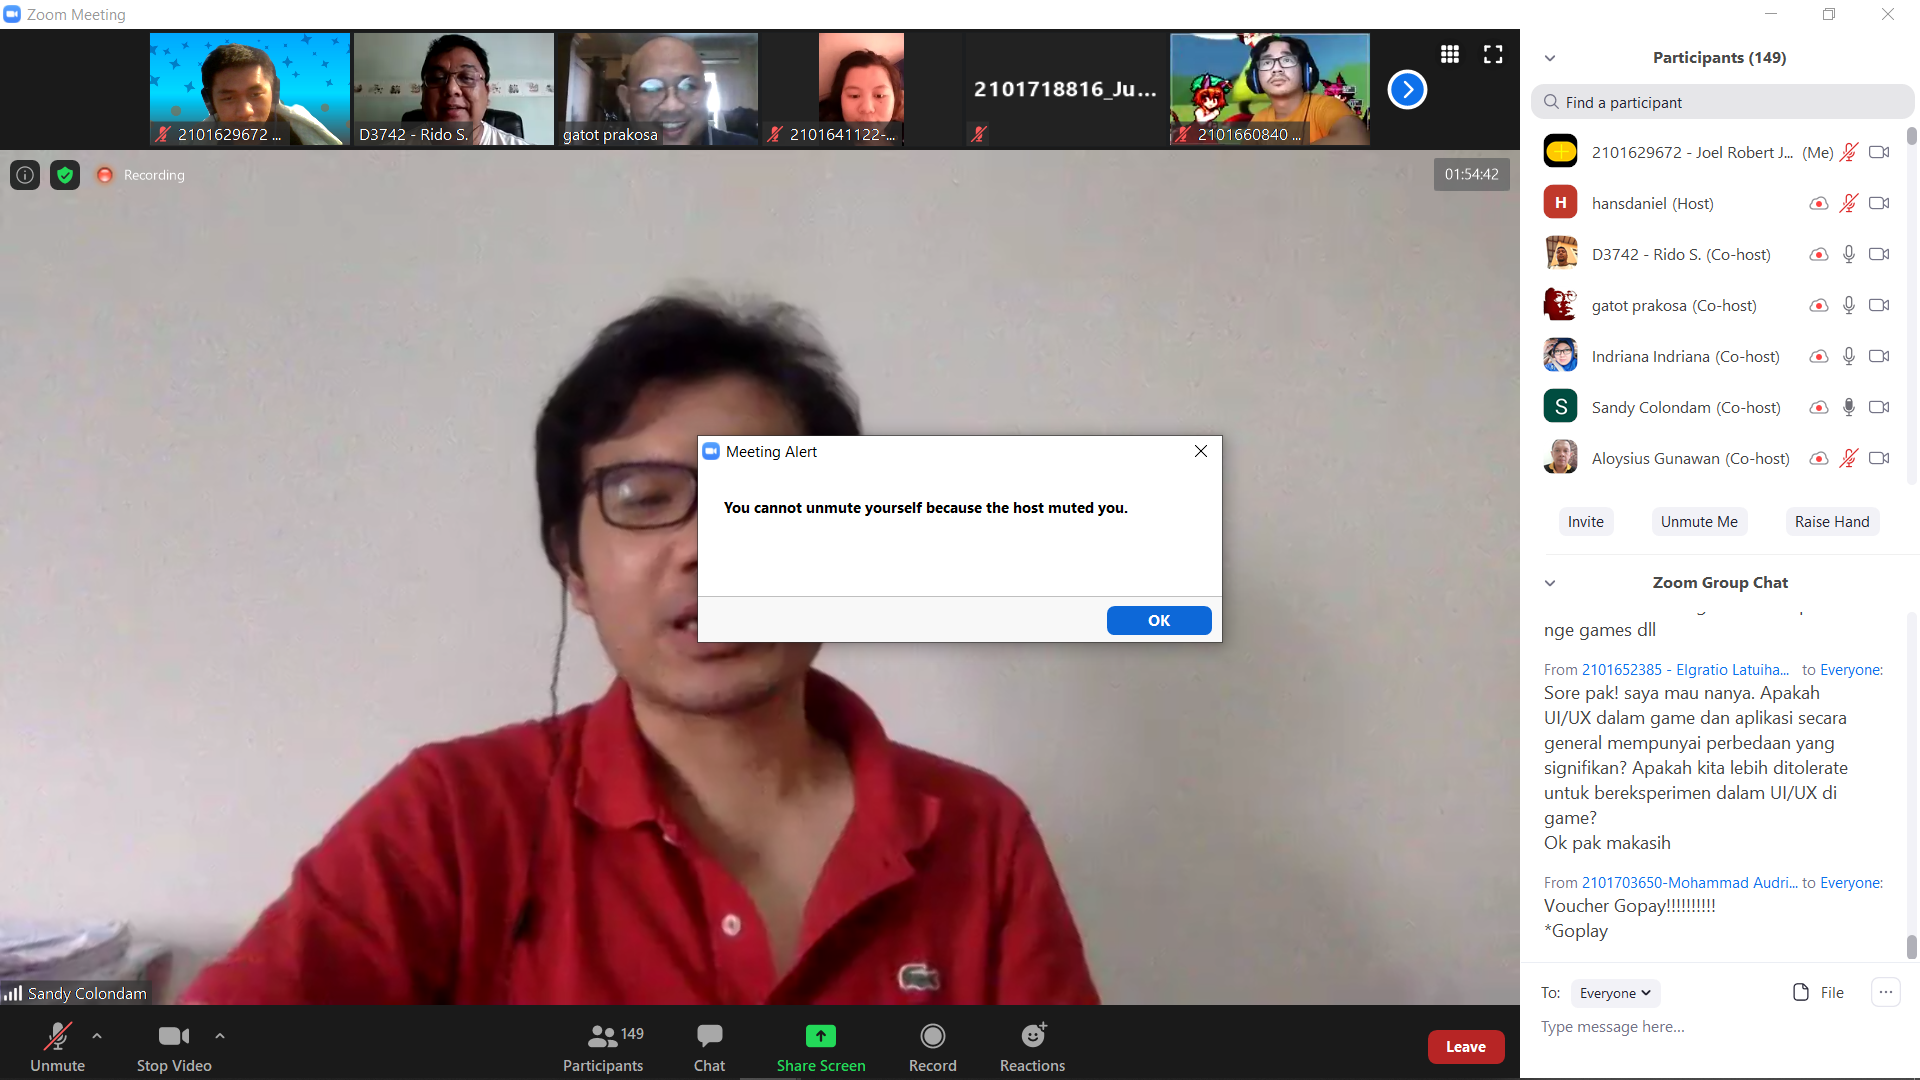 Zoom Meeting
2101629672 ...
D3742 - Rido S.
gatot prakosa
2101641122-...
2101718816_Ju...
2101660840 ...
Recording
01:54:42
Meeting Alert
You cannot unmute yourself because the host muted you.
OK
Sandy Colondam
Unmute
Stop Video
149
Participants
Chat
Share Screen
Record
Reactions
Leave
Participants (149)
Find a participant
2101629672 - Joel Robert J... (Me)
H
hansdaniel (Host)
D3742 - Rido S. (Co-host)
gatot prakosa (Co-host)
Indriana Indriana (Co-host)
S
Sandy Colondam (Co-host)
Aloysius Gunawan (Co-host)
Invite
Unmute Me
Raise Hand
Zoom Group Chat
nge games dll
From 2101652385 - Elgratio Latuiha... to Everyone:
Sore pak! saya mau nanya. Apakah
UI/UX dalam game dan aplikasi secara
general mempunyai perbedaan yang
signifikan? Apakah kita lebih ditolerate
untuk bereksperimen dalam UI/UX di
game?
Ok pak makasih
From 2101703650-Mohammad Audri... to Everyone:
Voucher Gopay!!!!!!!!!!
*Goplay
To: Everyone
File
Type message here...